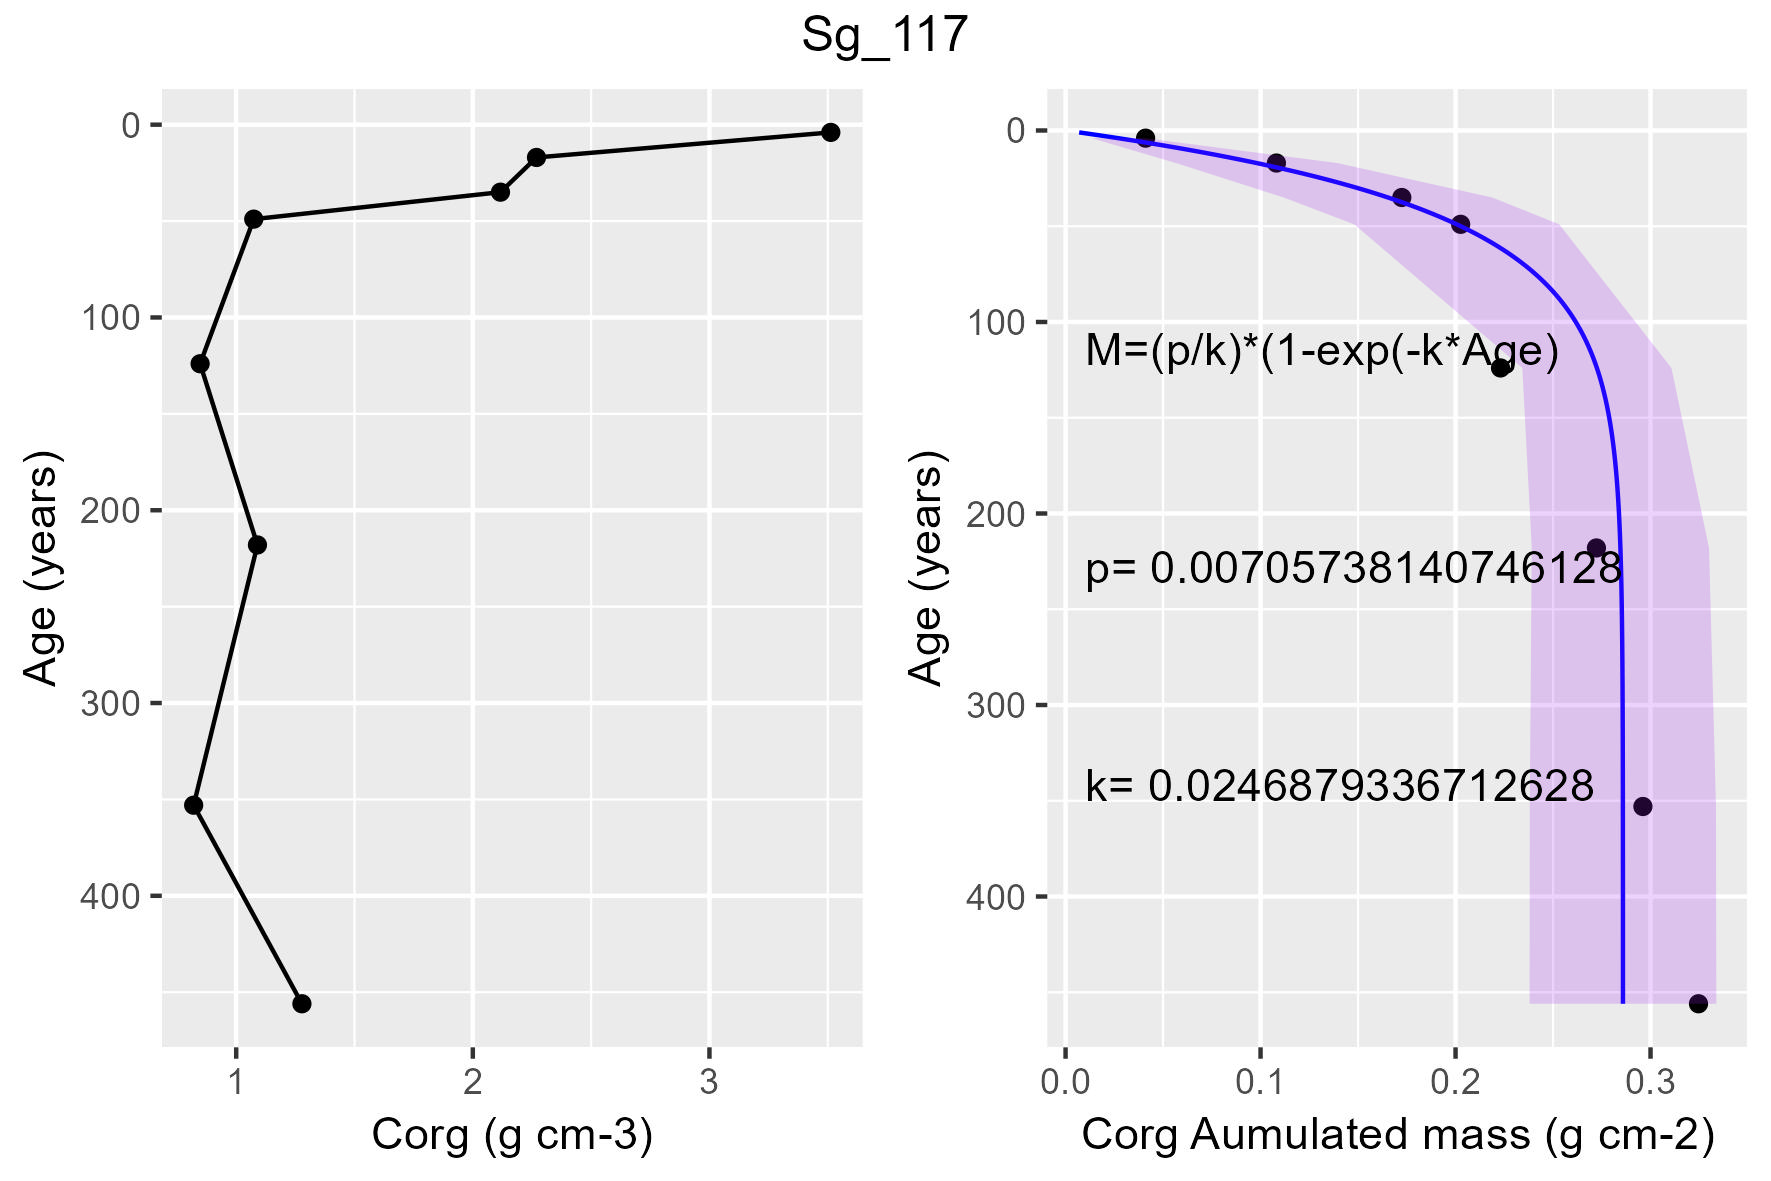 Sg_117
0
100
200
300
400
Age (years)
1
2
3
Corg (g cm-3)
0
100
200
300
400
Age (years)
M=(p/k)*(1-exp(-k*Age)
p= 0.00705738140746128
k= 0.0246879336712628
0.0
0.1
0.2
0.3
Corg Aumulated mass (g cm-2)